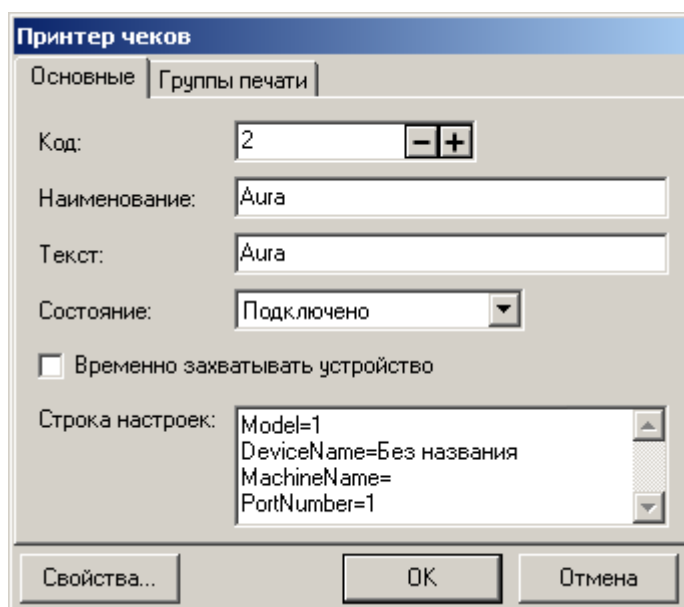 Принтер чеков
Основные Группы печати
Код: 2
Наименование: Aura
Текст: Aura
Состояние: Подключено
Временно захватывать устройство
Строка настроек: Model=1
DeviceName=Без названия
MachineName=
PortNumber=1
Свойства... OK Отмена